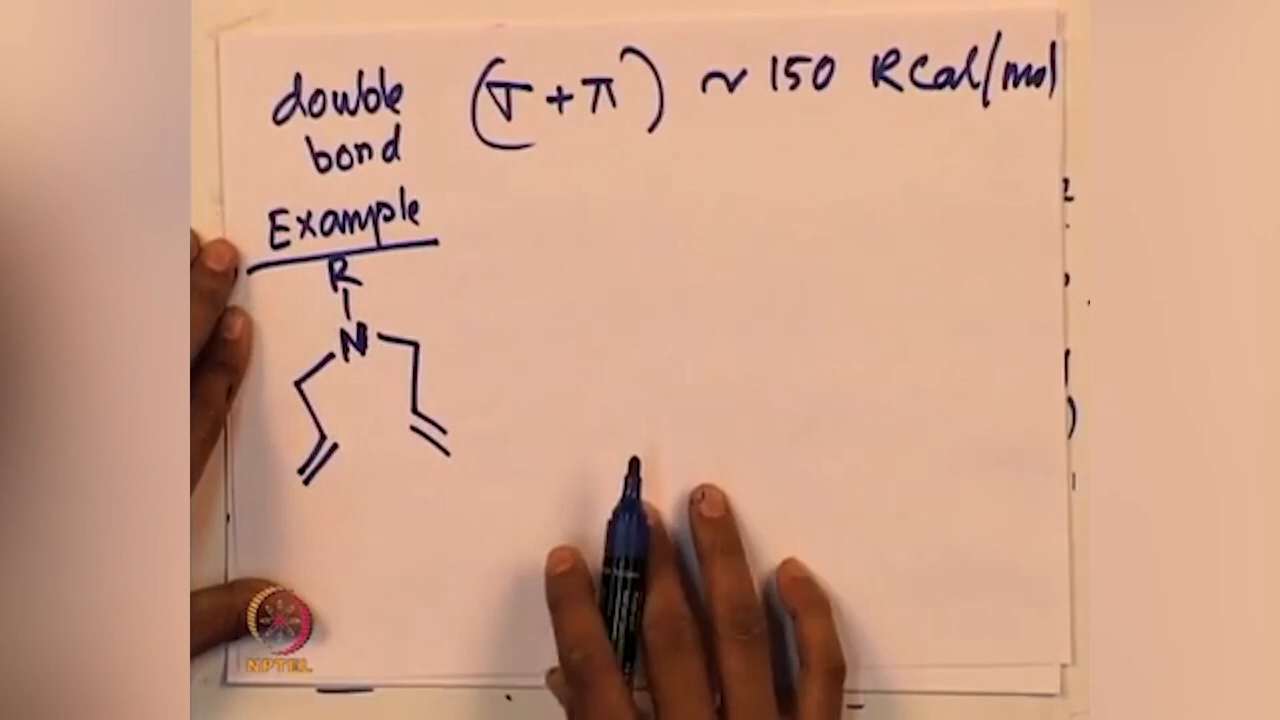 double (σ + π) ~ 150 Kcal/mol
bond
Example
R
N
NPTEL